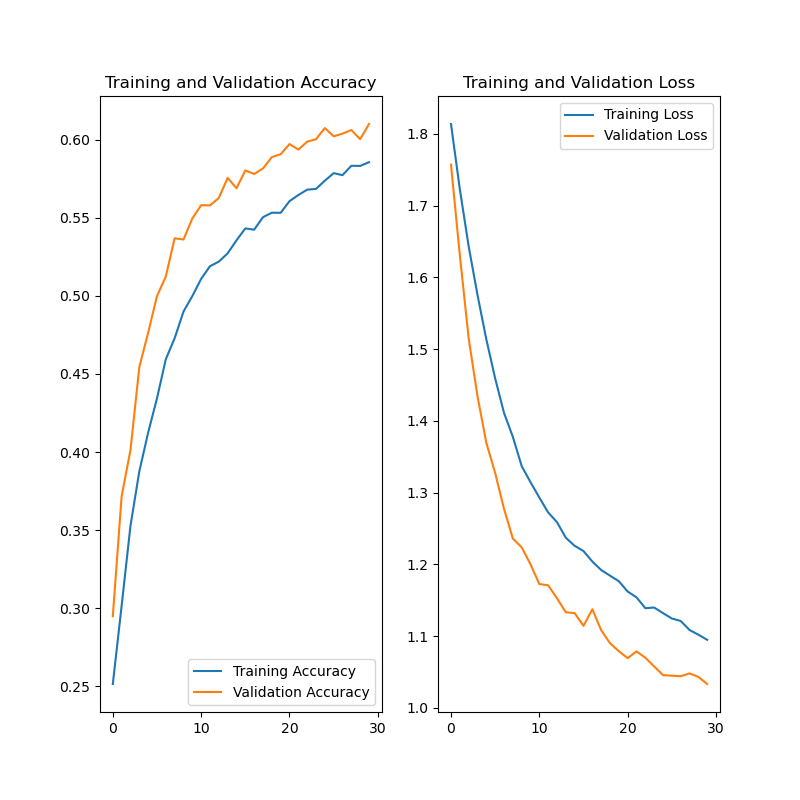 Training and Validation Accuracy
0.60
0.55
0.50
0.45
0.40
0.35
0.30
0.25
0 10 20 30
Training Accuracy
Validation Accuracy
Training and Validation Loss
1.8
1.7
1.6
1.5
1.4
1.3
1.2
1.1
1.0
0 10 20 30
Training Loss
Validation Loss